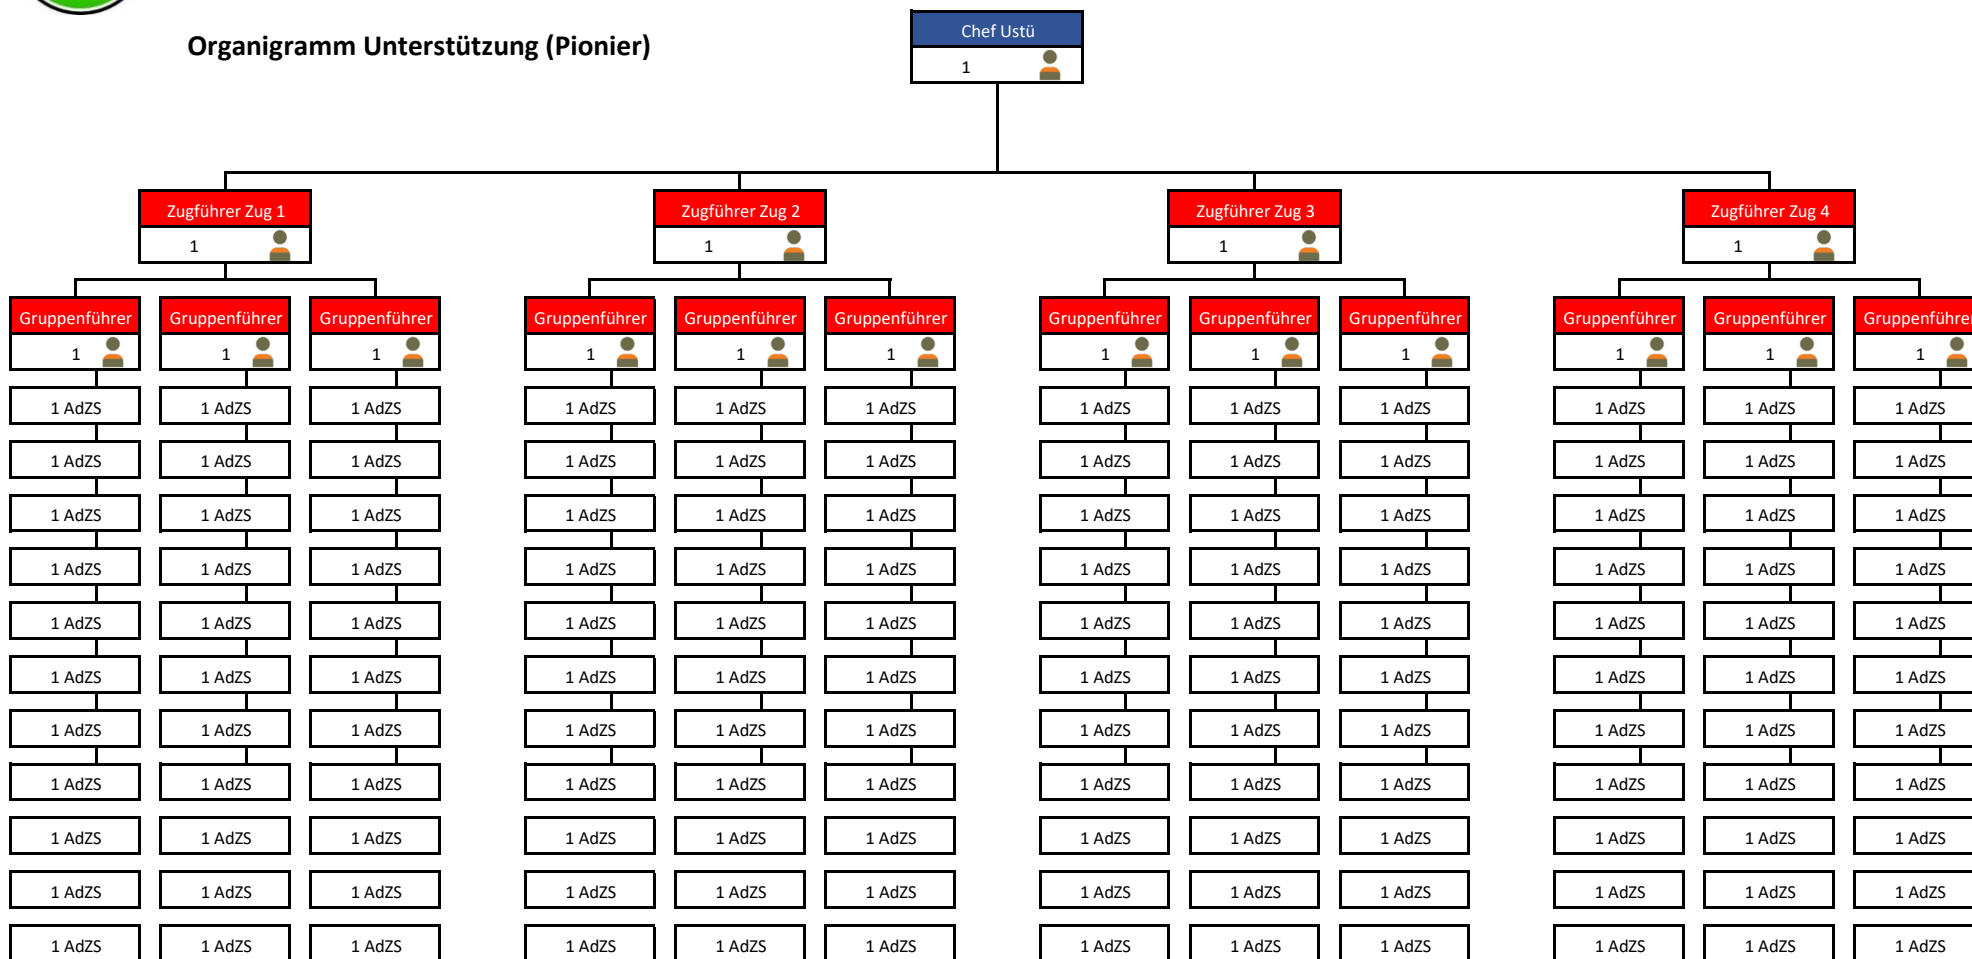 Chef Ustü
Organigramm Unterstützung (Pionier)
1
Zugführer Zug 1 Zugführer Zug 2 Zugführer Zug 3 Zugführer Zug 4
1 1 1 1
Gruppenführer Gruppenführer Gruppenführer Gruppenführer Gruppenführer Gruppenführer Gruppenführer Gruppenführer Gruppenführer Gruppenführer Gruppenführer Gruppenführer
1 1 1 1 1 1 1 1 1 1 1 1
1 AdZS 1 AdZS 1 AdZS 1 AdZS 1 AdZS 1 AdZS 1 AdZS 1 AdZS 1 AdZS 1 AdZS 1 AdZS 1 AdZS
1 AdZS 1 AdZS 1 AdZS 1 AdZS 1 AdZS 1 AdZS 1 AdZS 1 AdZS 1 AdZS 1 AdZS 1 AdZS 1 AdZS
1 AdZS 1 AdZS 1 AdZS 1 AdZS 1 AdZS 1 AdZS 1 AdZS 1 AdZS 1 AdZS 1 AdZS 1 AdZS 1 AdZS
1 AdZS 1 AdZS 1 AdZS 1 AdZS 1 AdZS 1 AdZS 1 AdZS 1 AdZS 1 AdZS 1 AdZS 1 AdZS 1 AdZS
1 AdZS 1 AdZS 1 AdZS 1 AdZS 1 AdZS 1 AdZS 1 AdZS 1 AdZS 1 AdZS 1 AdZS 1 AdZS 1 AdZS
1 AdZS 1 AdZS 1 AdZS 1 AdZS 1 AdZS 1 AdZS 1 AdZS 1 AdZS 1 AdZS 1 AdZS 1 AdZS 1 AdZS
1 AdZS 1 AdZS 1 AdZS 1 AdZS 1 AdZS 1 AdZS 1 AdZS 1 AdZS 1 AdZS 1 AdZS 1 AdZS 1 AdZS
1 AdZS 1 AdZS 1 AdZS 1 AdZS 1 AdZS 1 AdZS 1 AdZS 1 AdZS 1 AdZS 1 AdZS 1 AdZS 1 AdZS
1 AdZS 1 AdZS 1 AdZS 1 AdZS 1 AdZS 1 AdZS 1 AdZS 1 AdZS 1 AdZS 1 AdZS 1 AdZS 1 AdZS
1 AdZS 1 AdZS 1 AdZS 1 AdZS 1 AdZS 1 AdZS 1 AdZS 1 AdZS 1 AdZS 1 AdZS 1 AdZS 1 AdZS
1 AdZS 1 AdZS 1 AdZS 1 AdZS 1 AdZS 1 AdZS 1 AdZS 1 AdZS 1 AdZS 1 AdZS 1 AdZS 1 AdZS